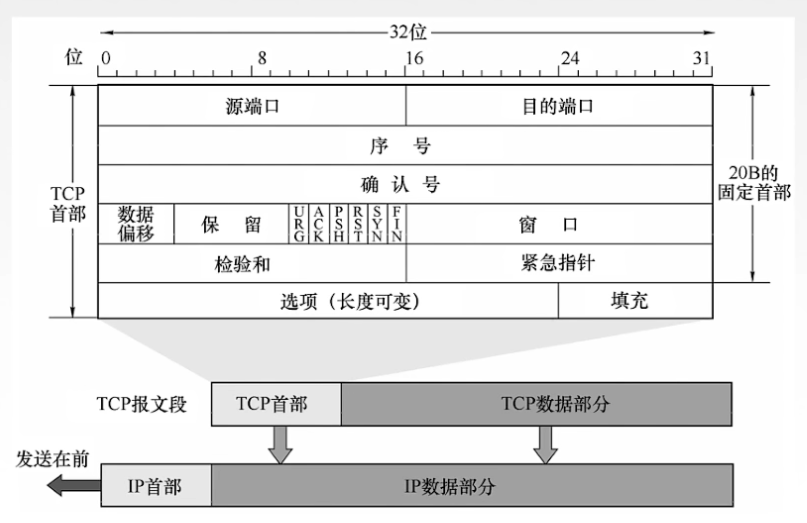 32位
位 0 8 16 24 31
源端口 目的端口
序 号
TCP
首部
20B的
固定首部
确 认 号
数据
偏移
保 留
URG
ACK
PSH
RST
SYN
FIN
窗 口
检验和 紧急指针
选项（长度可变） 填充
TCP报文段 TCP首部 TCP数据部分
发送在前
IP首部 IP数据部分